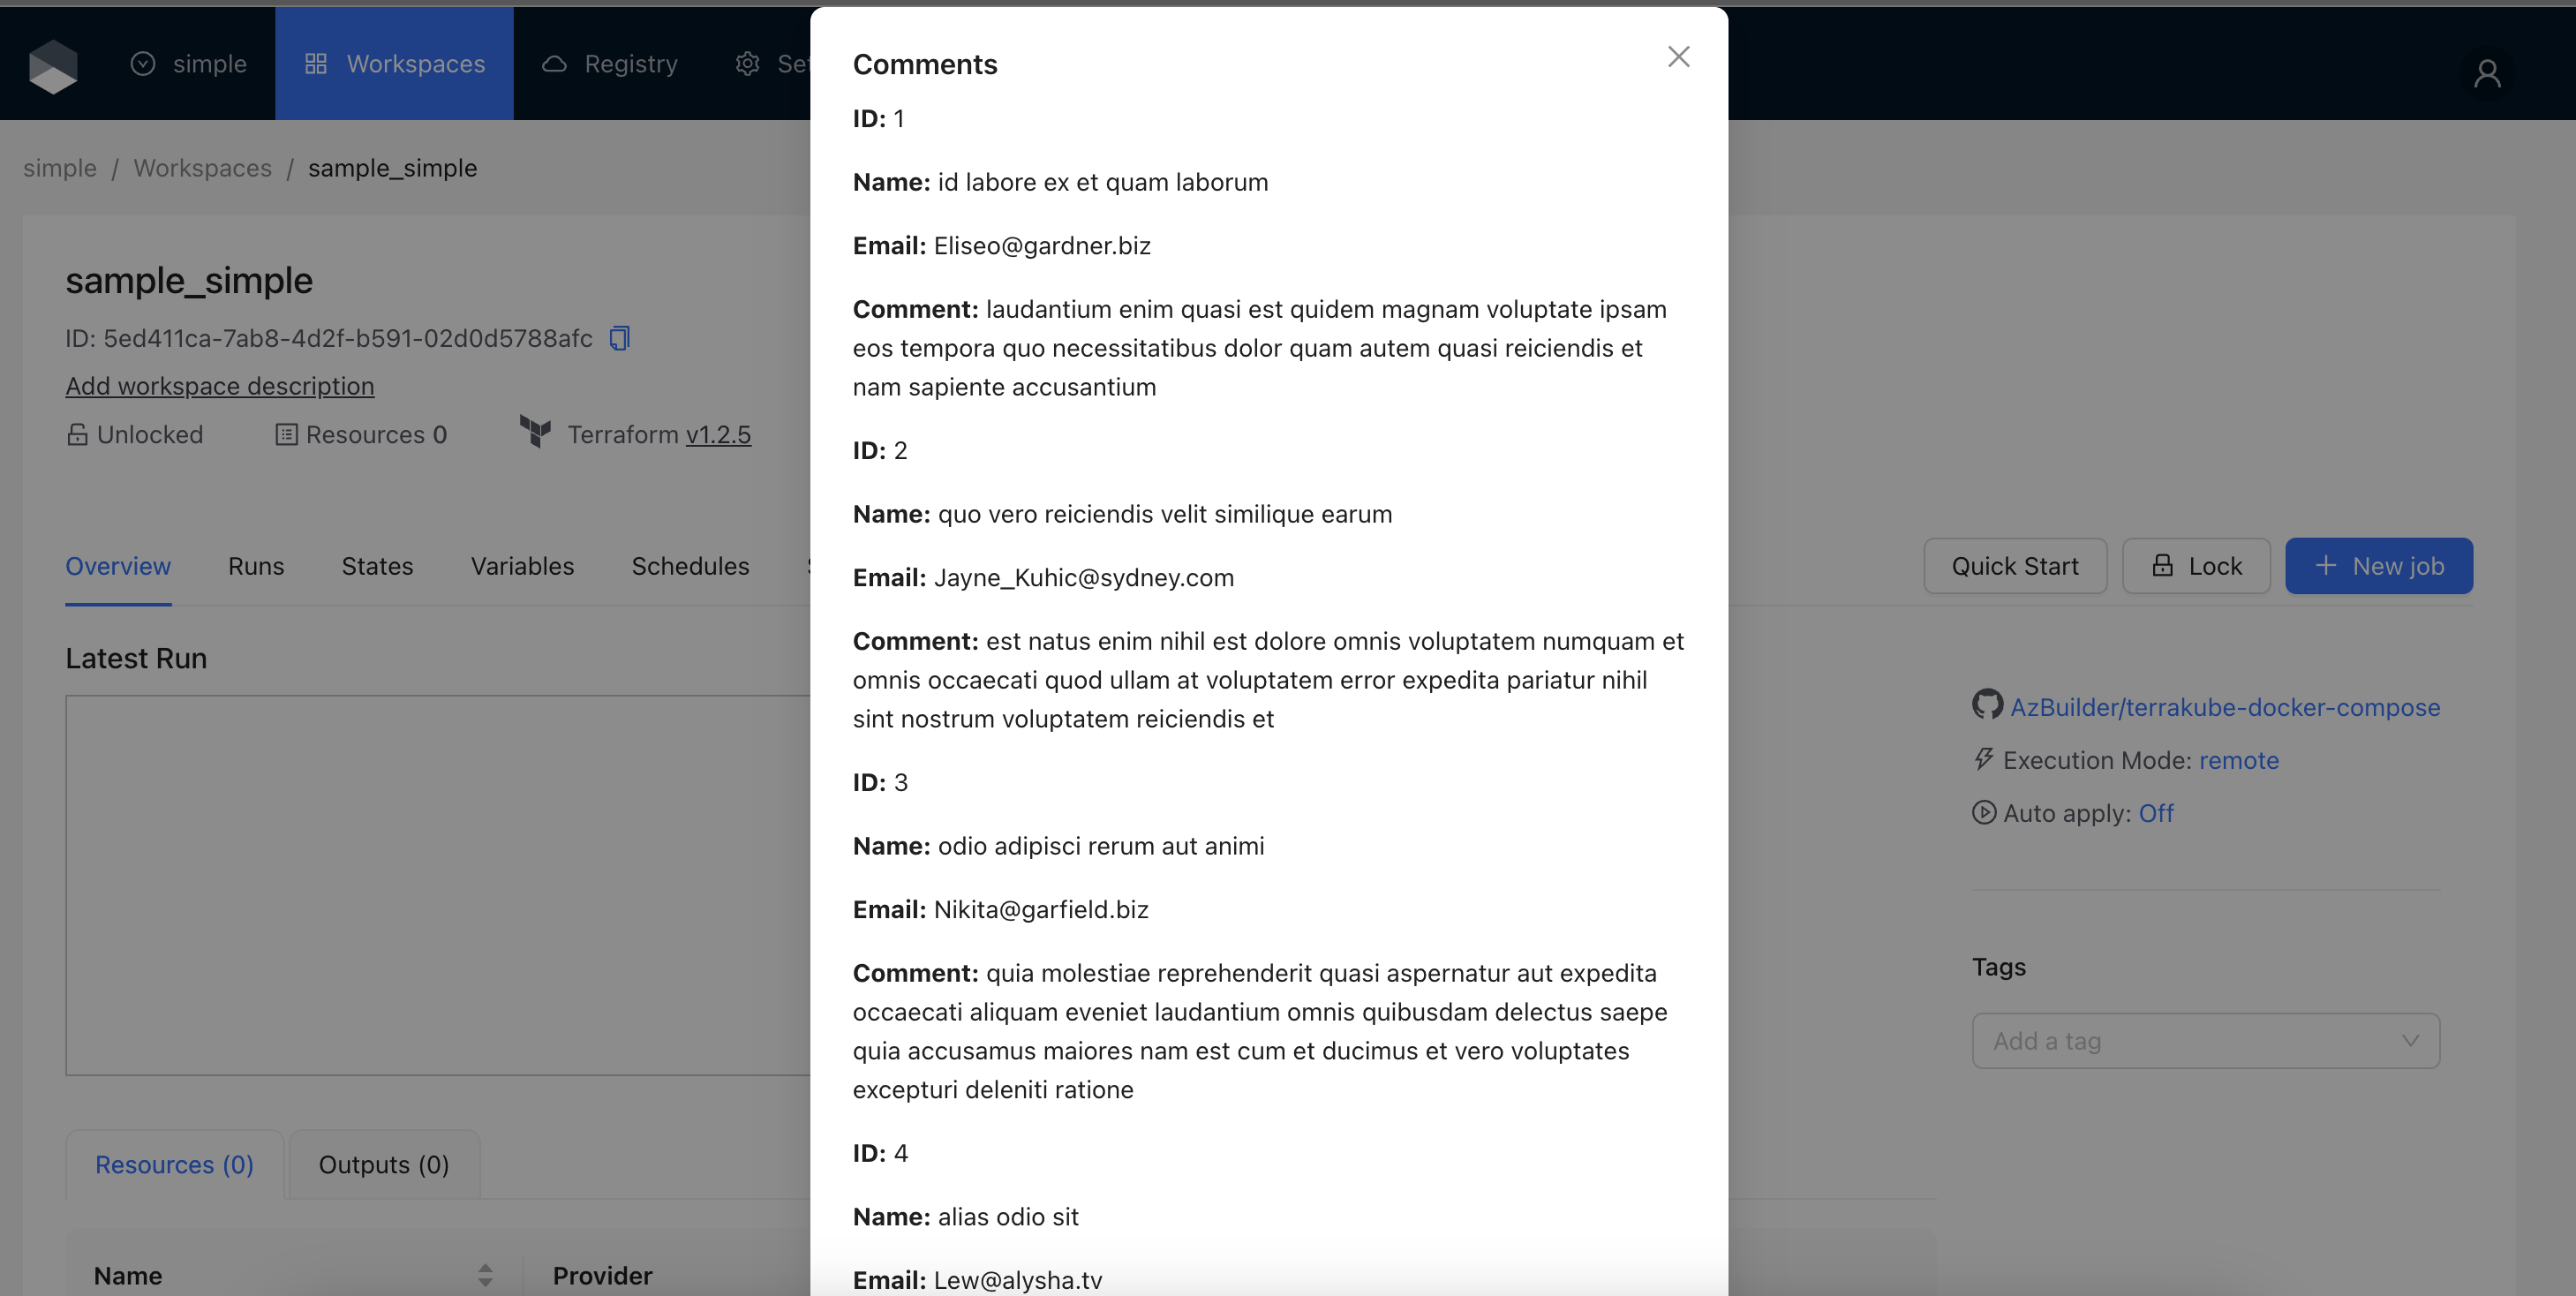 simple
Workspaces
Registry
simple / Workspaces / sample_simple
sample_simple
ID: 5ed411ca-7ab8-4d2f-b591-02d0d5788afc
Add workspace description
Unlocked
Resources 0
Terraform v1.2.5
Overview
Runs
States
Variables
Schedules
Quick Start
Lock
New job
Latest Run
AzBuilder/terrakube-docker-compose
Execution Mode: remote
Auto apply: Off
Tags
Add a tag
Resources (0)
Outputs (0)
Name
Provider
Comments
ID: 1
Name: id labore ex et quam laborum
Email: Eliseo@gardner.biz
Comment: laudantium enim quasi est quidem magnam voluptate ipsam
eos tempora quo necessitatibus dolor quam autem quasi reiciendis et
nam sapiente accusantium
ID: 2
Name: quo vero reiciendis velit similique earum
Email: Jayne_Kuhic@sydney.com
Comment: est natus enim nihil est dolore omnis voluptatem numquam et
omnis occaecati quod ullam at voluptatem error expedita pariatur nihil
sint nostrum voluptatem reiciendis et
ID: 3
Name: odio adipisci rerum aut animi
Email: Nikita@garfield.biz
Comment: quia molestiae reprehenderit quasi aspernatur aut expedita
occaecati aliquam eveniet laudantium omnis quibusdam delectus saepe
quia accusamus maiores nam est cum et ducimus et vero voluptates
excepturi deleniti ratione
ID: 4
Name: alias odio sit
Email: Lew@alysha.tv